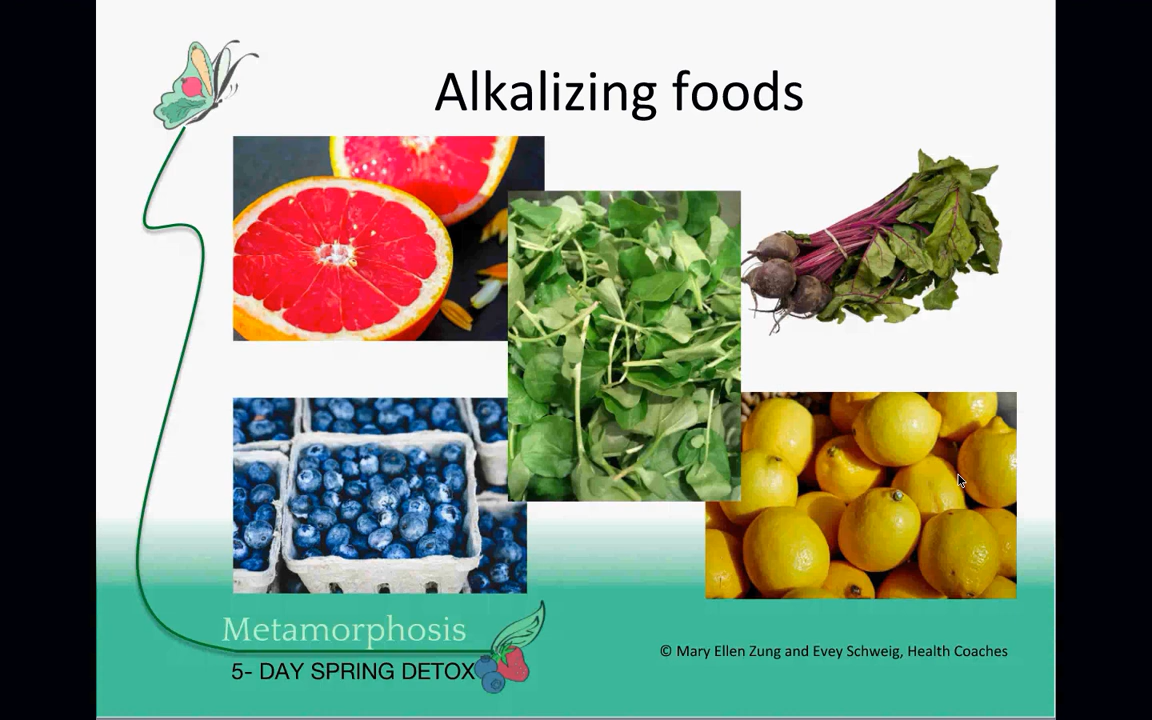 Alkalizing foods
Metamorphosis
5- DAY SPRING DETOX
© Mary Ellen Zung and Evey Schweig, Health Coaches